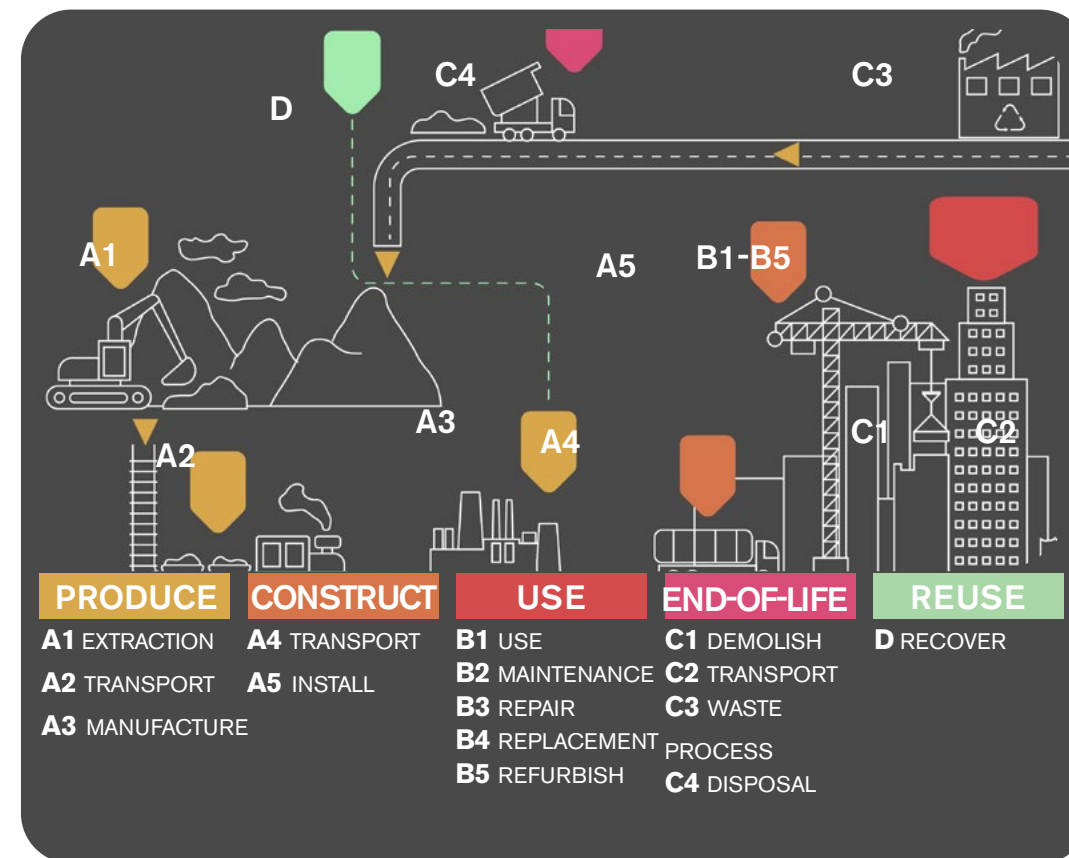 C4
C3
D
A1
A5
B1-B5
A3
A4
C1
C2
A2
PRODUCE
A1 EXTRACTION
A2 TRANSPORT
A3 MANUFACTURE
CONSTRUCT
A4 TRANSPORT
A5 INSTALL
USE
B1 USE
B2 MAINTENANCE
B3 REPAIR
B4 REPLACEMENT
B5 REFURBISH
END-OF-LIFE
C1 DEMOLISH
C2 TRANSPORT
C3 WASTE
PROCESS
C4 DISPOSAL
REUSE
D RECOVER